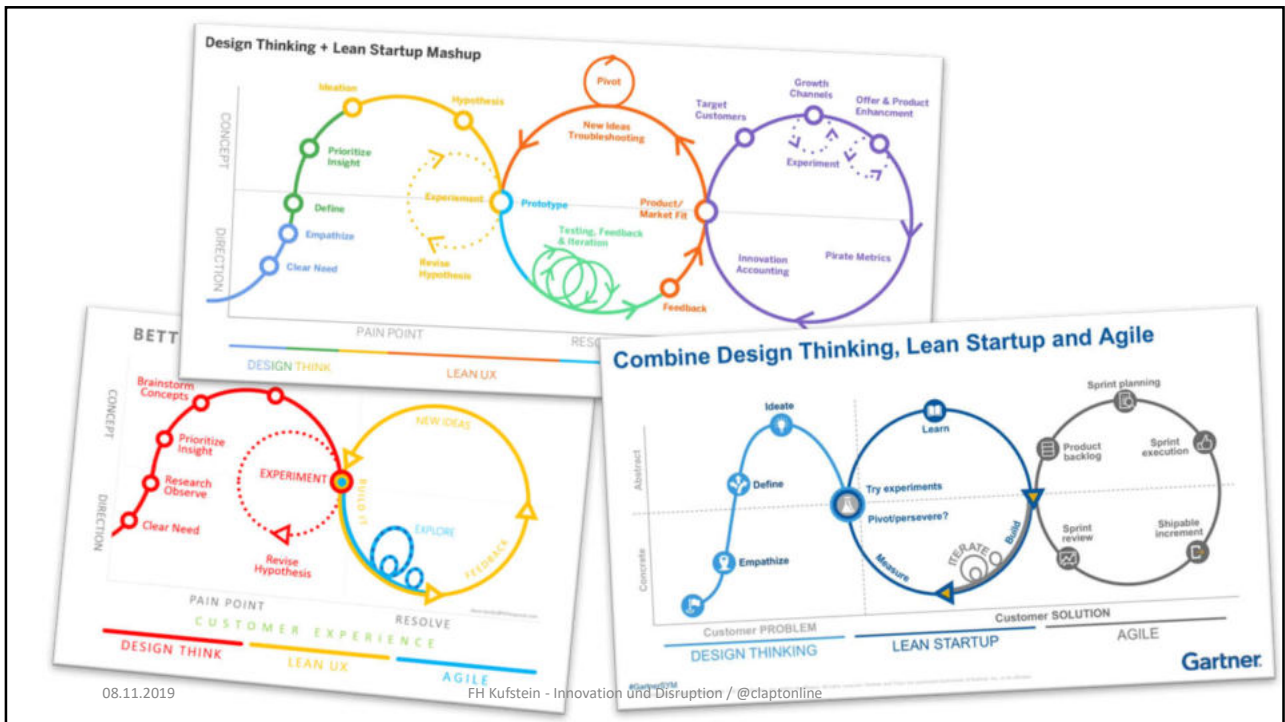 Design Thinking + Lean Startup Mashup
CONCEPT
DIRECTION
Ideation
Hypothesis
Prioritize
Insight
Define
Empathize
Clear Need
Experiement
Revise
Hypothesis
Pivot
New Ideas
Troubleshooting
Prototype
Product/
Market Fit
Testing, Feedback
& Iteration
Feedback
Target
Customers
Growth
Channels
Offer & Product
Enhancment
Experiment
Innovation
Accounting
Pirate Metrics
PAIN POINT
DESIGN THINK
LEAN UX
CONCEPT
DIRECTION
Brainstorm
Concepts
Prioritize
Insight
Research
Observe
Clear Need
EXPERIMENT
Revise
Hypothesis
BUILD IT
NEW IDEAS
EXPLORE
FEEDBACK
PAIN POINT
RESOLVE
CUSTOMER EXPERIENCE
DESIGN THINK
LEAN UX
AGILE
Combine Design Thinking, Lean Startup and Agile
Abstract
Concrete
Ideate
Define
Empathize
Learn
Try experiments
Pivot/persevere?
Measure
ITERATE
Build
Sprint planning
Product
backlog
Sprint
execution
Sprint
review
Shipable
increment
Customer PROBLEM
Customer SOLUTION
DESIGN THINKING
LEAN STARTUP
AGILE
#GartnerSYM
Gartner.
08.11.2019
FH Kufstein - Innovation und Disruption / @claptonline